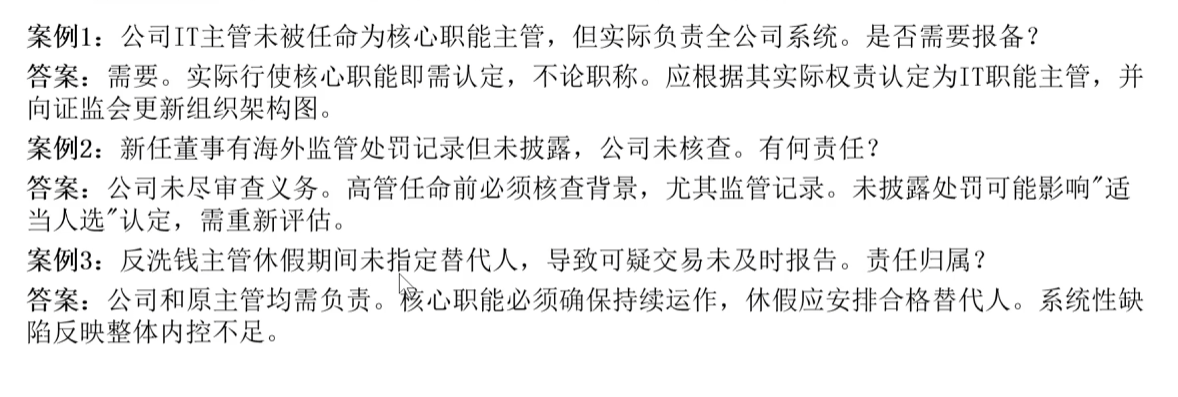 案例1：公司IT主管未被任命为核心职能主管，但实际负责全公司系统。是否需要报备？
答案：需要。实际行使核心职能即需认定，不论职称。应根据其实际权责认定为IT职能主管，并
向证监会更新组织架构图。
案例2：新任董事有海外监管处罚记录但未披露，公司未核查。有何责任？
答案：公司未尽审查义务。高管任命前必须核查背景，尤其监管记录。未披露处罚可能影响"适
当人选"认定，需重新评估。
案例3：反洗钱主管休假期间未指定替代人，导致可疑交易未及时报告。责任归属？
答案：公司和原主管均需负责。核心职能必须确保持续运作，休假应安排合格替代人。系统性缺
陷反映整体内控不足。